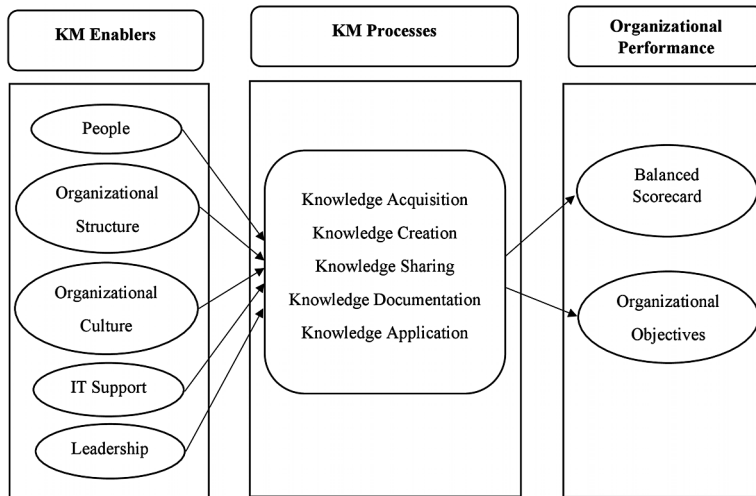 KM Enablers
KM Processes
Organizational
Performance
People
Organizational
Structure
Organizational
Culture
IT Support
Leadership
Knowledge Acquisition
Knowledge Creation
Knowledge Sharing
Knowledge Documentation
Knowledge Application
Balanced
Scorecard
Organizational
Objectives